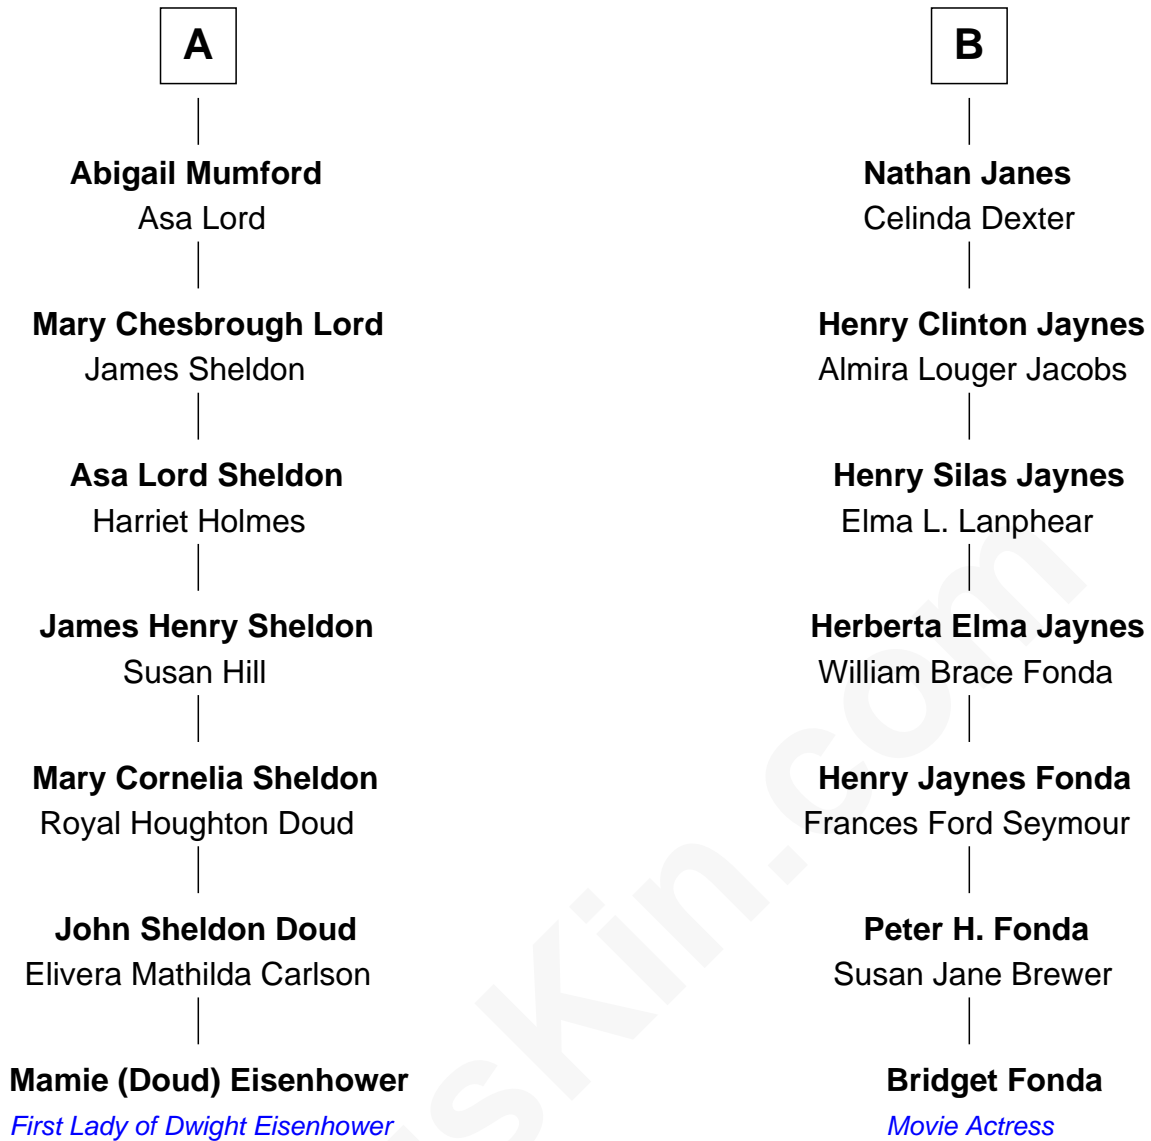 A
B
Abigail Mumford
Asa Lord
Nathan Janes
Celinda Dexter
Mary Chesbrough Lord
James Sheldon
Henry Clinton Jaynes
Almira Louger Jacobs
Asa Lord Sheldon
Harriet Holmes
Henry Silas Jaynes
Elma L. Lanphear
James Henry Sheldon
Susan Hill
Herberta Elma Jaynes
William Brace Fonda
Mary Cornelia Sheldon
Royal Houghton Doud
Henry Jaynes Fonda
Frances Ford Seymour
John Sheldon Doud
Elivera Mathilda Carlson
Peter H. Fonda
Susan Jane Brewer
Mamie (Doud) Eisenhower
First Lady of Dwight Eisenhower
Bridget Fonda
Movie Actress
sKin.com